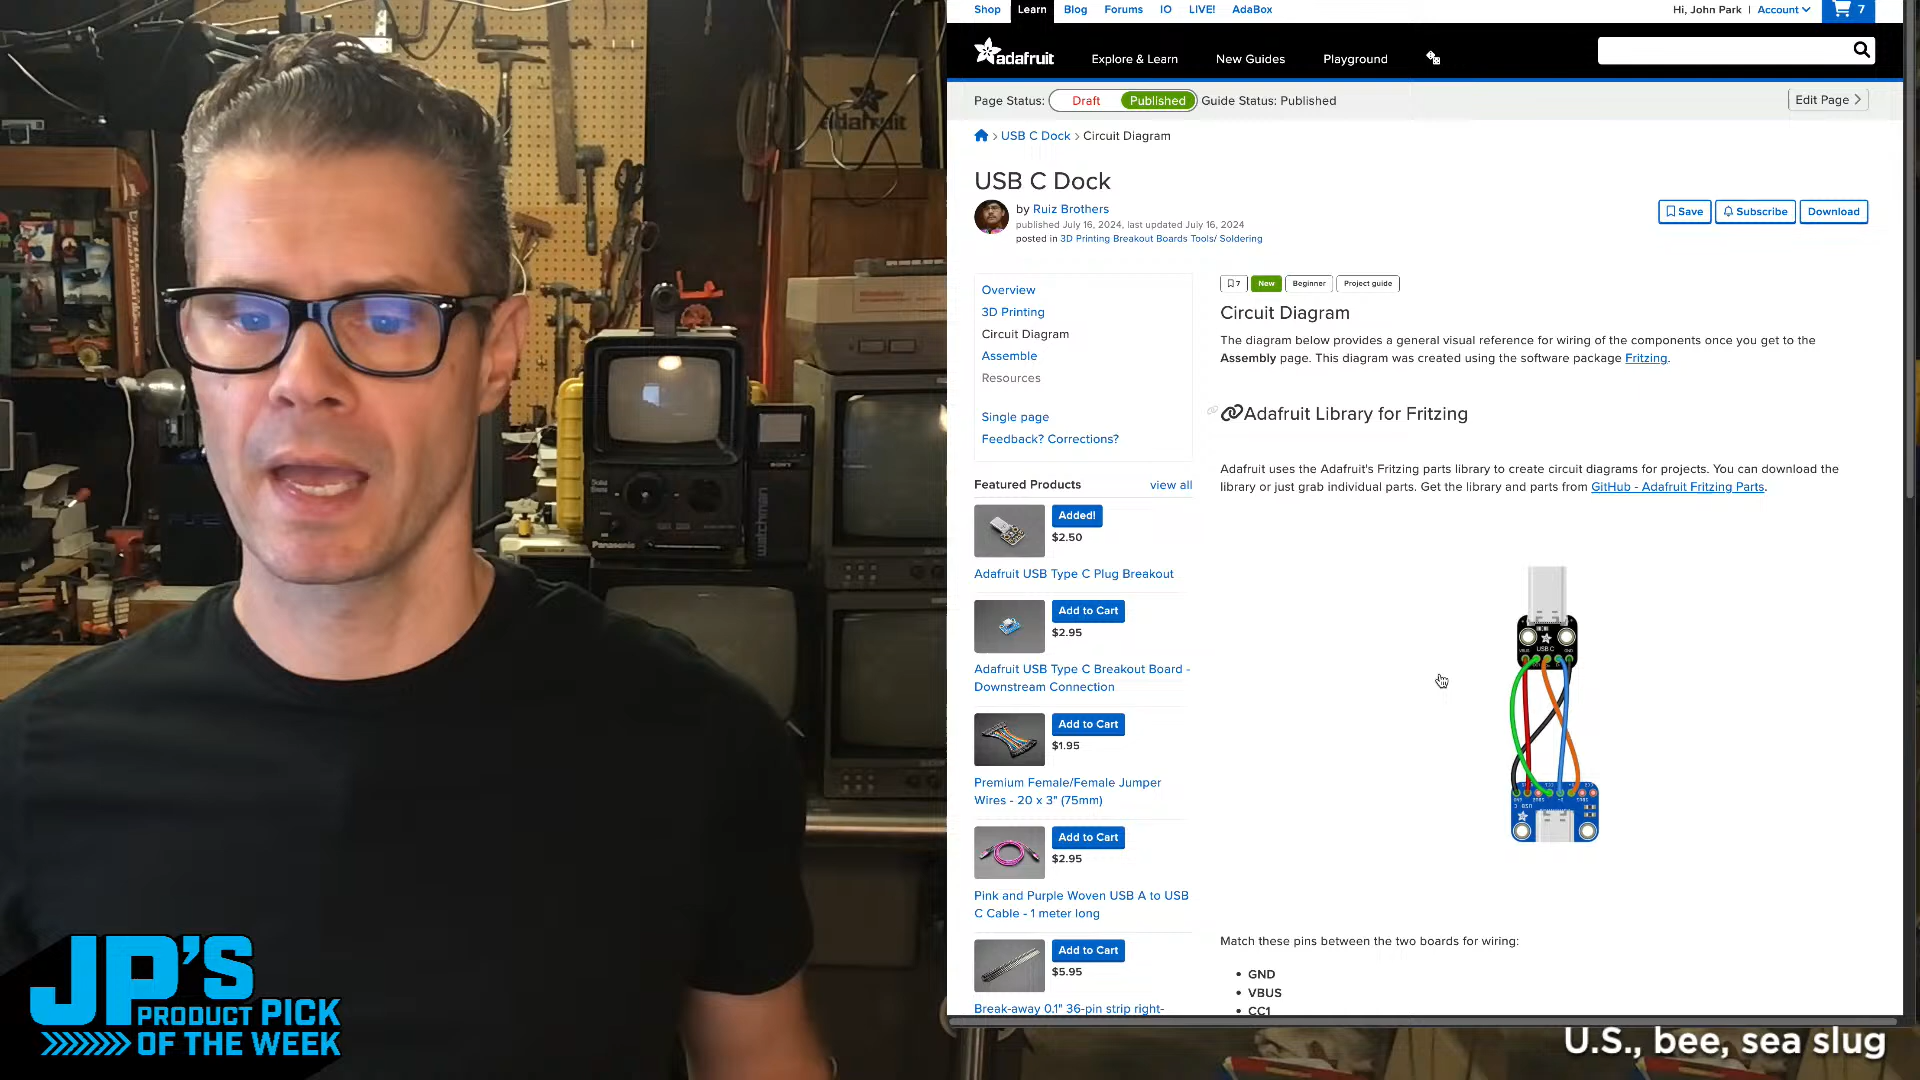 Shop Learn Blog Forums IO LIVE! AdaBox
Hi, John Park | Account 7
adafruit Explore & Learn New Guides Playground
Page Status: Draft Published Guide Status: Published
Edit Page
USB C Dock > Circuit Diagram
USB C Dock
by Ruiz Brothers
published July 16, 2024, last updated July 16, 2024
posted in 3D Printing Breakout Boards Tools/ Soldering
Save Subscribe Download
Overview
3D Printing
Circuit Diagram
Assemble
Resources
Single page
Feedback? Corrections?
Featured Products view all
Added!
$2.50
Adafruit USB Type C Plug Breakout
Add to Cart
$2.95
Adafruit USB Type C Breakout Board -
Downstream Connection
Add to Cart
$1.95
Premium Female/Female Jumper
Wires - 20 x 3" (75mm)
Add to Cart
$2.95
Pink and Purple Woven USB A to USB
C Cable - 1 meter long
Add to Cart
$5.95
Break-away 0.1" 36-pin strip right-
7 New Beginner Project guide
Circuit Diagram
The diagram below provides a general visual reference for wiring of the components once you get to the
Assembly page. This diagram was created using the software package Fritzing.
Adafruit Library for Fritzing
Adafruit uses the Adafruit's Fritzing parts library to create circuit diagrams for projects. You can download the
library or just grab individual parts. Get the library and parts from GitHub - Adafruit Fritzing Parts.
USB C
Match these pins between the two boards for wiring:
• GND
• VBUS
• CC1
adafruit
Panasonic
SONY
watchman
JP'S
PRODUCT PICK
OF THE WEEK
U.S., bee, sea slug